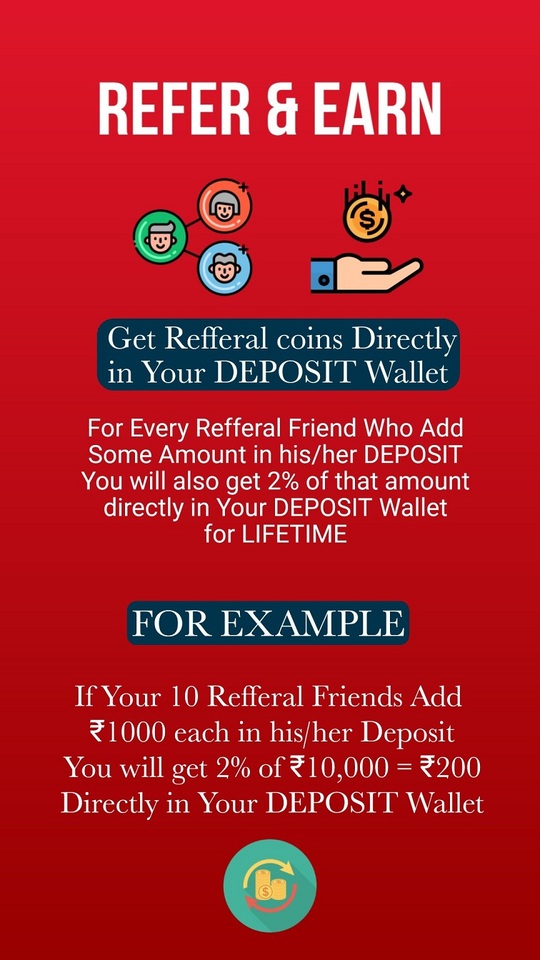 REFER & EARN
Get Refferal coins Directly
in Your DEPOSIT Wallet
For Every Refferal Friend Who Add
Some Amount in his/her DEPOSIT
You will also get 2% of that amount
directly in Your DEPOSIT Wallet
for LIFETIME
FOR EXAMPLE
If Your 10 Refferal Friends Add
₹1000 each in his/her Deposit
You will get 2% of ₹10,000 = ₹200
Directly in Your DEPOSIT Wallet